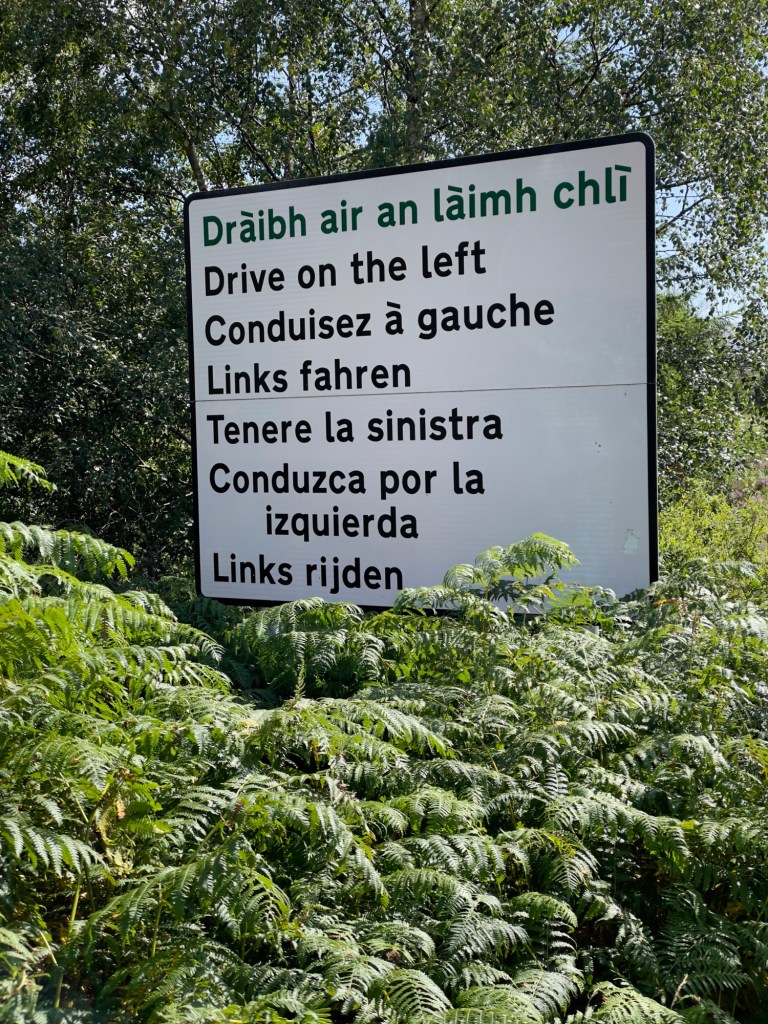 Dràibh air an làimh chlì
Drive on the left
Conduisez à gauche
Links fahren
Tenere la sinistra
Conduzca por la
izquierda
Links rijden